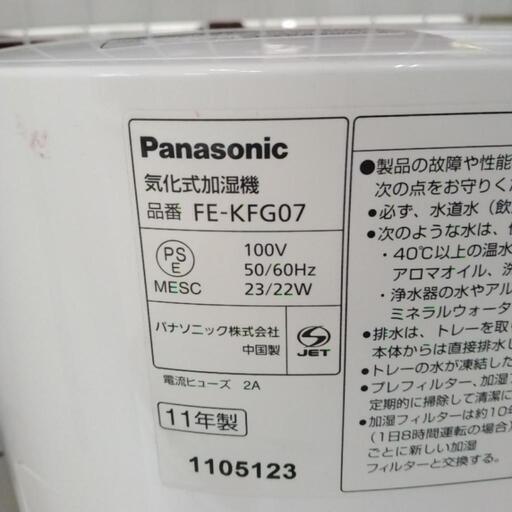 Panasonic
気化式加湿機
品番 FE-KFG07
PS
E
MESC
100V
50/60Hz
23/22W
パナソニック株式会社
中国製
S
JET
電流ヒューズ 2A
11年製
1105123
●製品の故障や性能
次の点をお守りくだ
●必ず、水道水（飲
●次のような水は、
・40℃以上の温水
アロマオイル、洗
・浄水器の水やアル
ミネラルウォータ
●排水は、トレーを取
本体からは直接排水し
●トレーの水が凍結した
●プレフィルター、加湿
定期的に掃除して清潔に
●加湿フィルターは約10年
（1日8時間運転の場合）
ごとに新しい加湿
フィルターと交換する。